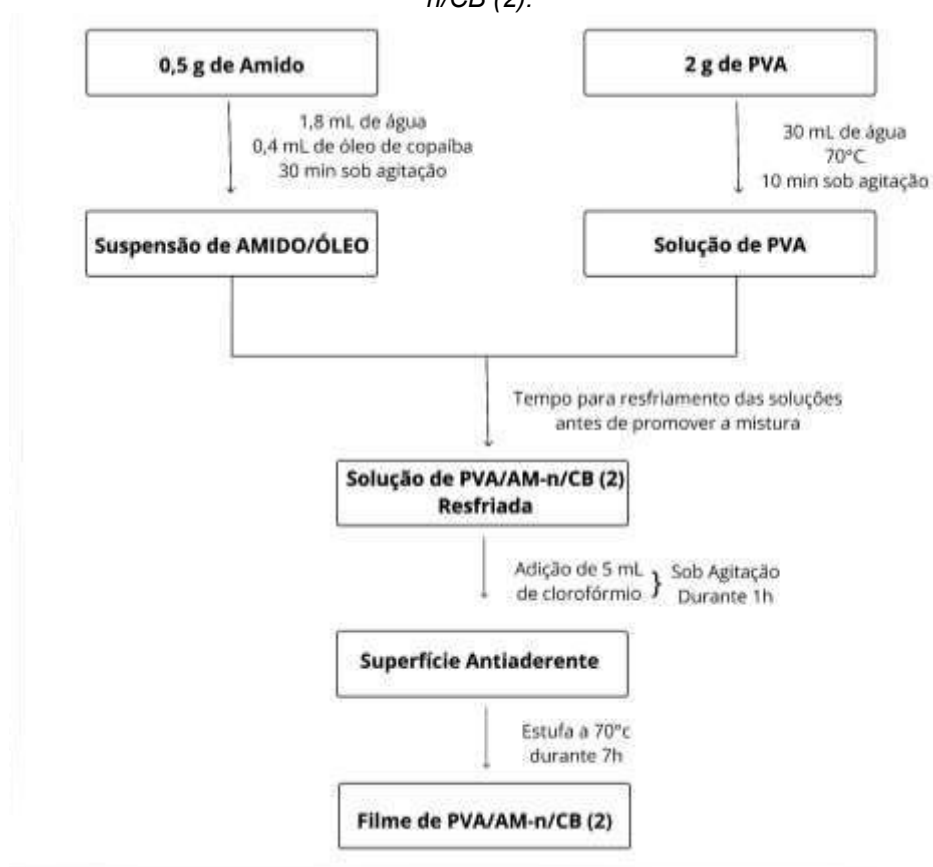 n/CB (2).
0,5 g de Amido
2 g de PVA
1,8 mL de água
0,4 mL de óleo de copaíba
30 min sob agitação
30 mL de água
70°C
10 min sob agitação
Suspensão de AMIDO/ÓLEO
Solução de PVA
Tempo para resfriamento das soluções
antes de promover a mistura
Solução de PVA/AM-n/CB (2)
Resfriada
Adição de 5 mL
de clorofórmio
} Sob Agitação
Durante 1h
Superfície Antiaderente
Estufa a 70°c
durante 7h
Filme de PVA/AM-n/CB (2)